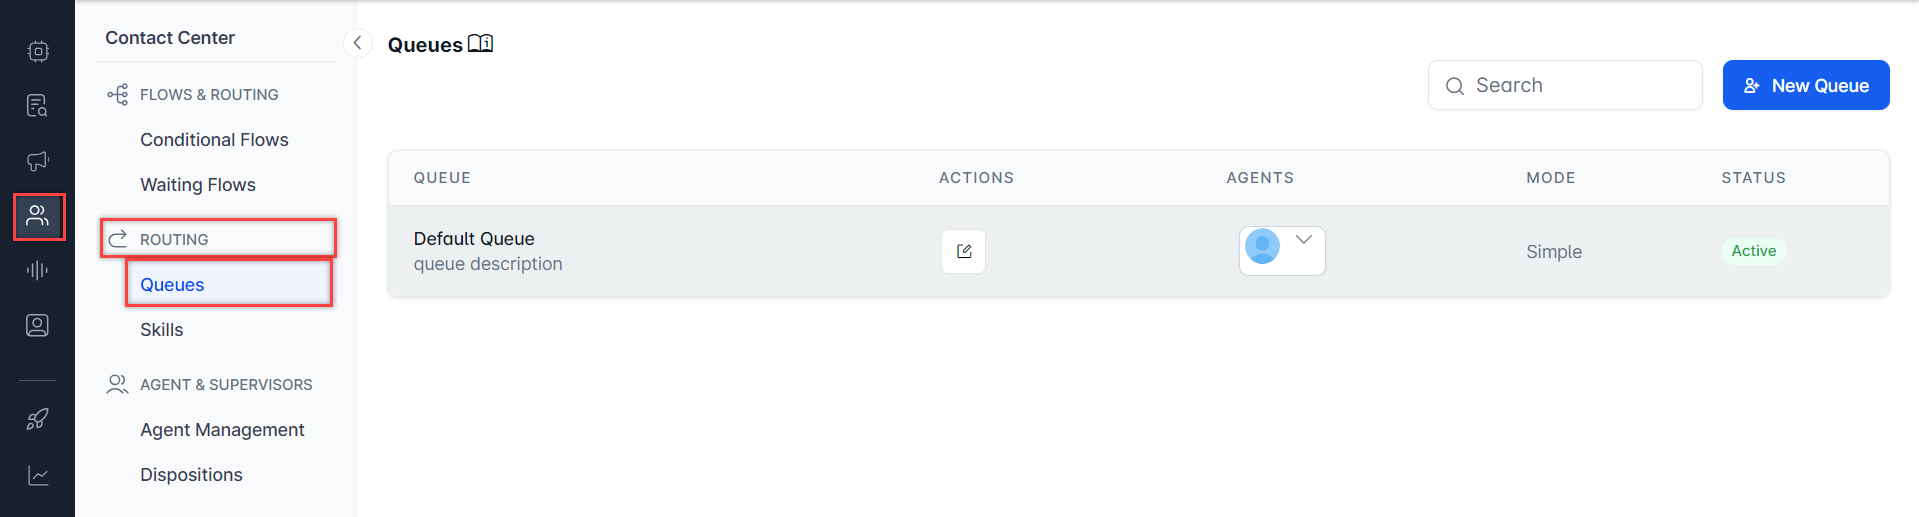 Contact Center
FLOWS & ROUTING
Conditional Flows
Waiting Flows
ROUTING
Queues
Skills
AGENT & SUPERVISORS
Agent Management
Dispositions
Queues
Search
New Queue
QUEUE ACTIONS AGENTS MODE STATUS
Default Queue
queue description
Simple
Active